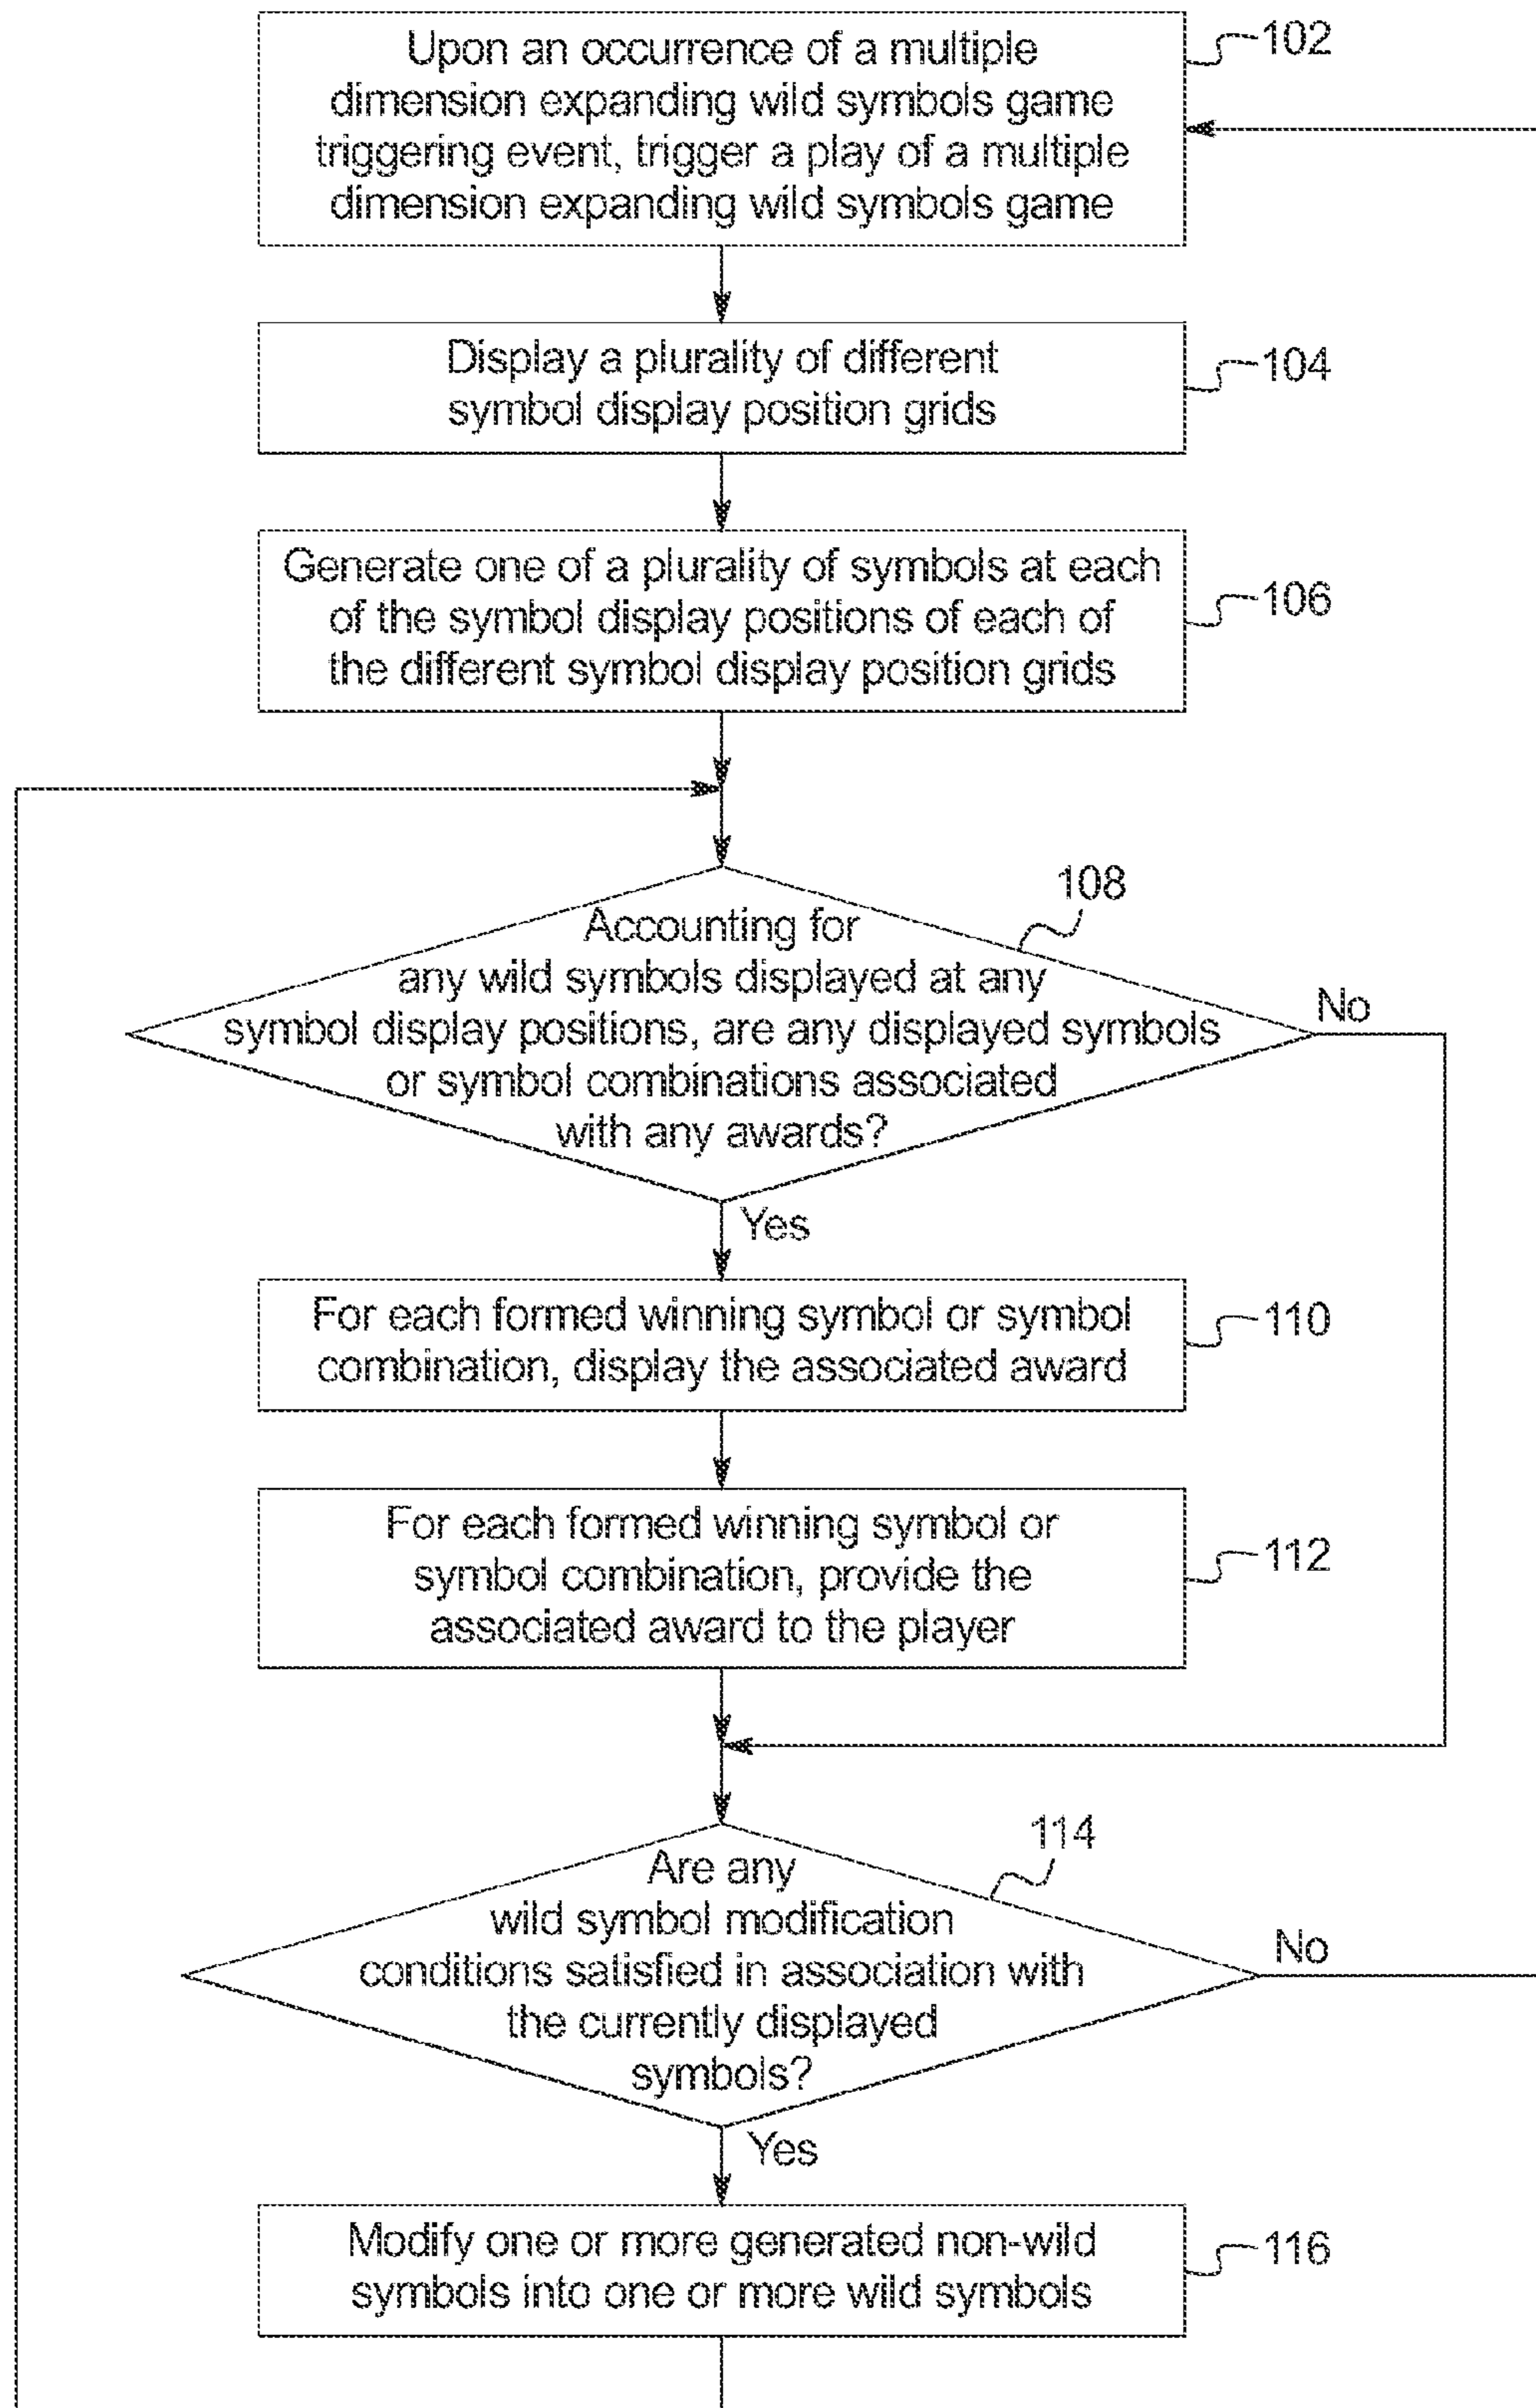 Upon an occurrence of a multiple
dimension expanding wild symbols game
triggering event, trigger a play of a multiple
dimension expanding wild symbols game
102
Display a plurality of different
symbol display position grids
104
Generate one of a plurality of symbols at each
of the symbol display positions of each of
the different symbol display position grids
106
108
Accounting for
any wild symbols displayed at any
symbol display positions, are any displayed symbols
or symbol combinations associated
with any awards?
No
Yes
For each formed winning symbol or symbol
combination, display the associated award
110
For each formed winning symbol or
symbol combination, provide the
associated award to the player
112
114
Are any
wild symbol modification
conditions satisfied in association with
the currently displayed
symbols?
No
Yes
Modify one or more generated non-wild
symbols into one or more wild symbols
116